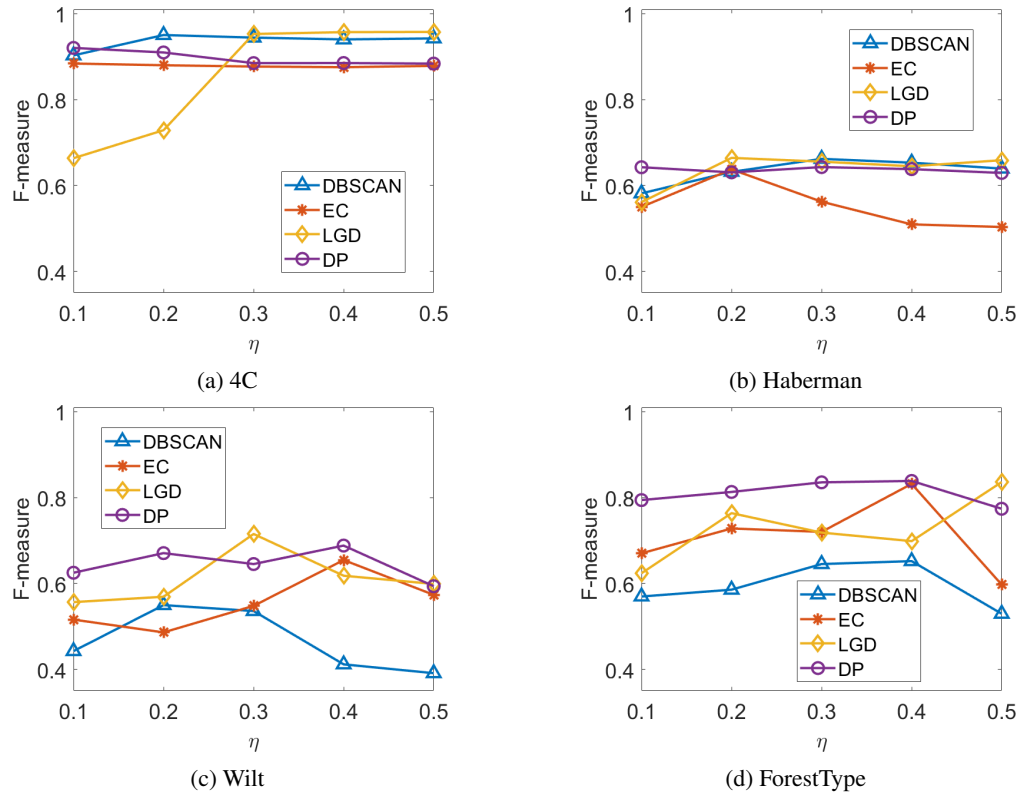 1
0.8
0.6
0.4
F-measure
DBSCAN
EC
LGD
DP
0.1 0.2 0.3 0.4 0.5
η
(a) 4C
1
0.8
0.6
0.4
F-measure
DBSCAN
EC
LGD
DP
0.1 0.2 0.3 0.4 0.5
η
(b) Haberman
1
0.8
0.6
0.4
F-measure
DBSCAN
EC
LGD
DP
0.1 0.2 0.3 0.4 0.5
η
(c) Wilt
1
0.8
0.6
0.4
F-measure
DBSCAN
EC
LGD
DP
0.1 0.2 0.3 0.4 0.5
η
(d) ForestType